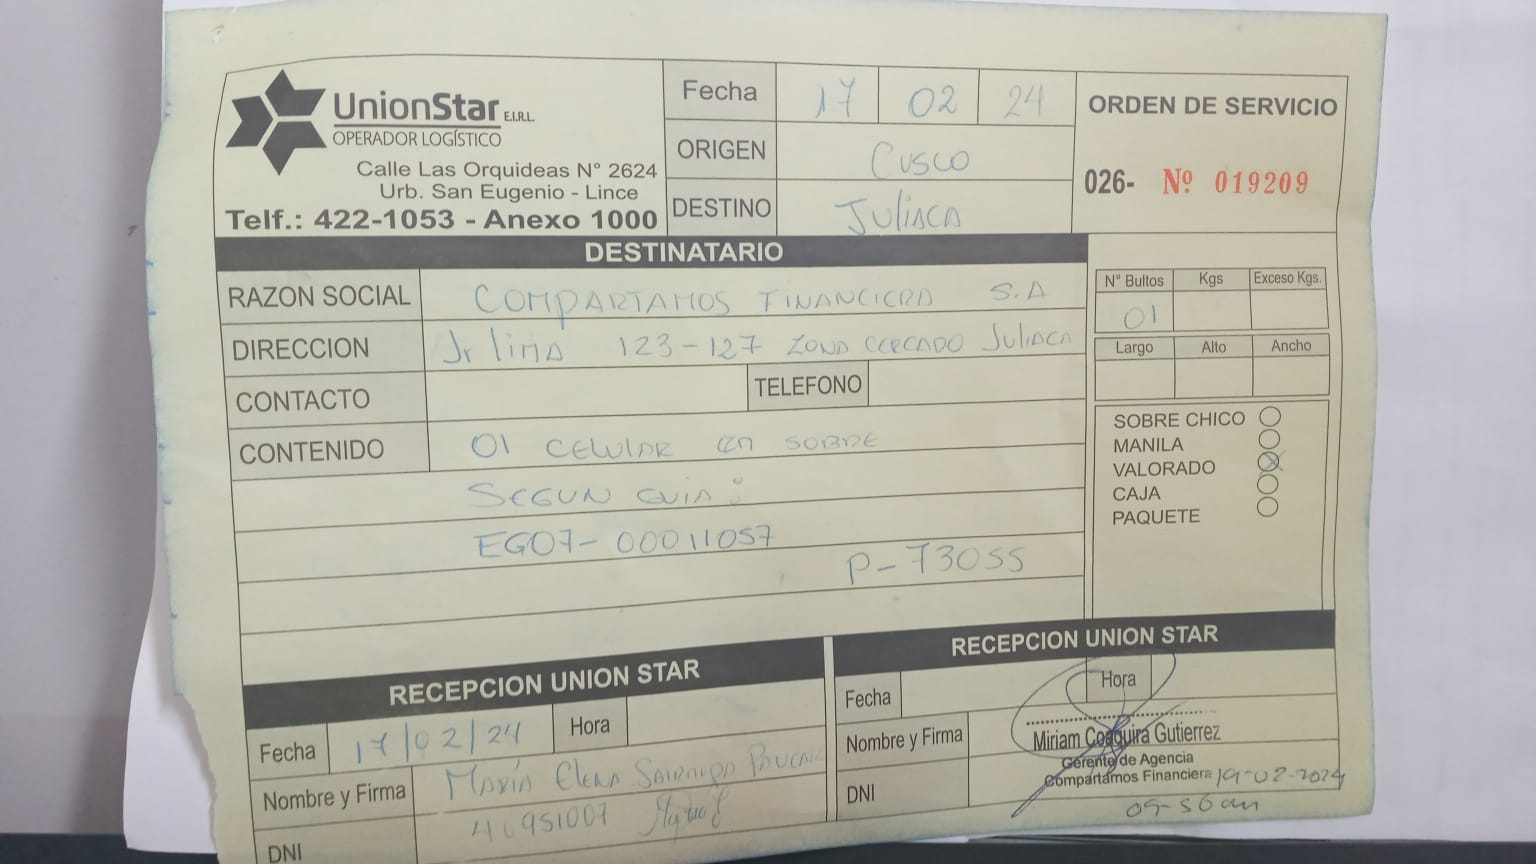 UnionStar E.I.R.L.
OPERADOR LOGÍSTICO
Calle Las Orquideas N° 2624
Urb. San Eugenio - Lince
Telf.: 422-1053 - Anexo 1000
Fecha 17 02 24
ORIGEN Cusco
DESTINO Juliaca
ORDEN DE SERVICIO
026- Nº 019209
DESTINATARIO
RAZON SOCIAL COMPARTAMOS FINANCIERA S.A
DIRECCION Jr lima 123-127 ZONA CERCADO JULIACA
CONTACTO TELEFONO
CONTENIDO 01 CELULAR EN SOBRE
SEGUN GUIA:
EG07-00011057
P-73055
N° Bultos Kgs Exceso Kgs.
01
Largo Alto Ancho
SOBRE CHICO
MANILA
VALORADO
CAJA
PAQUETE
RECEPCION UNION STAR
Fecha 17/02/24 Hora
Nombre y Firma María Elena
DNI 40951007
RECEPCION UNION STAR
Fecha Hora
Nombre y Firma Miriam Coaquira Gutierrez
Gerente de Agencia
Compartamos Financiera 19-02-2024
DNI 09-56am